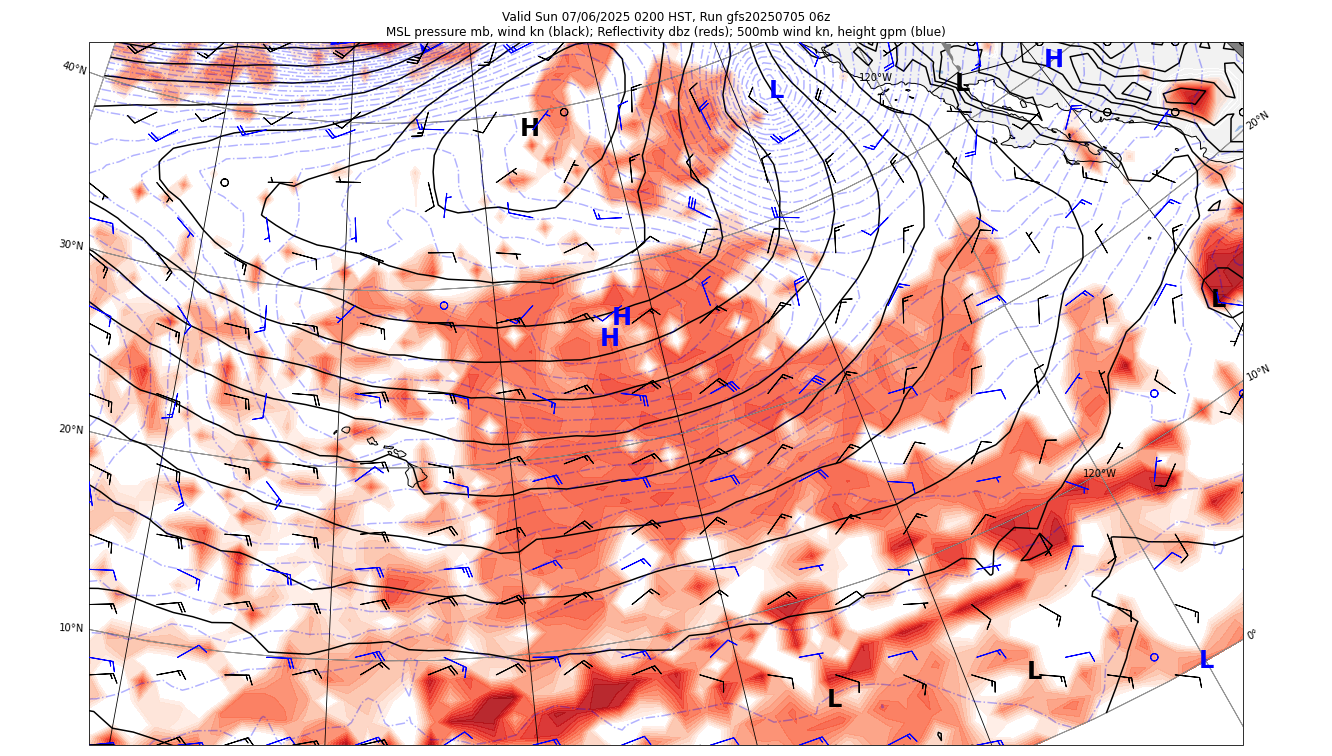 Valid Sun 07/06/2025 0200 HST, Run gfs20250705 06z
MSL pressure mb, wind kn (black); Reflectivity dbz (reds); 500mb wind kn, height gpm (blue)
40°N
120°W
L
H
L
H
20°N
30°N
L
H
H
10°N
20°N
120°W
10°N
0°
L
L
L